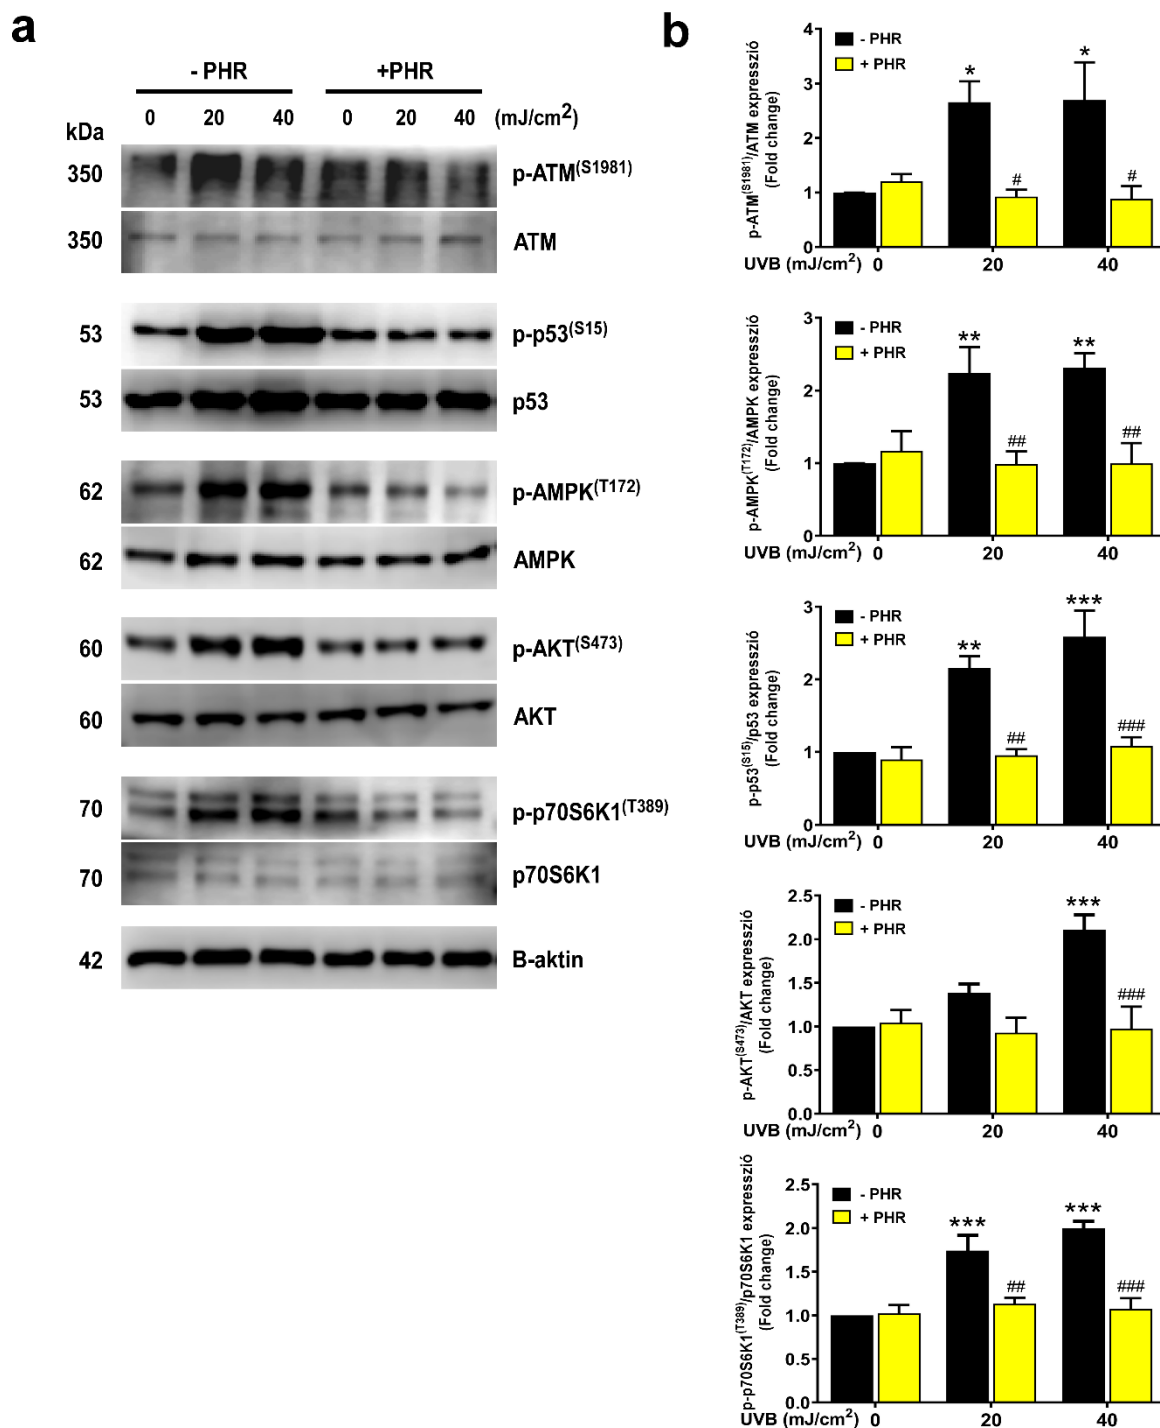 a
- PHR +PHR
0 20 40 0 20 40 (mJ/cm²)
kDa
350 p-ATM(S1981)
350 ATM
53 p-p53(S15)
53 p53
62 p-AMPK(T172)
62 AMPK
60 p-AKT(S473)
60 AKT
70 p-p70S6K1(T389)
70 p70S6K1
42 B-aktin
b
p-ATM(S1981)/ATM expresszió
(Fold change)
4
3
2
1
0
- PHR
+ PHR
* *
# #
UVB (mJ/cm²) 0 20 40
p-AMPK(T172)/AMPK expresszió
(Fold change)
3
2
1
0
- PHR
+ PHR
** **
## ##
UVB (mJ/cm²) 0 20 40
p-p53(S15)/p53 expresszió
(Fold change)
3
2
1
0
- PHR
+ PHR
** ***
## ###
UVB (mJ/cm²) 0 20 40
p-AKT(S473)/AKT expresszió
(Fold change)
2.5
2.0
1.5
1.0
0.5
0.0
- PHR
+ PHR
***
###
UVB (mJ/cm²) 0 20 40
p-p70S6K1(T389)/p70S6K1 expresszió
(Fold change)
2.5
2.0
1.5
1.0
0.5
0.0
- PHR
+ PHR
*** ***
## ###
UVB (mJ/cm²) 0 20 40